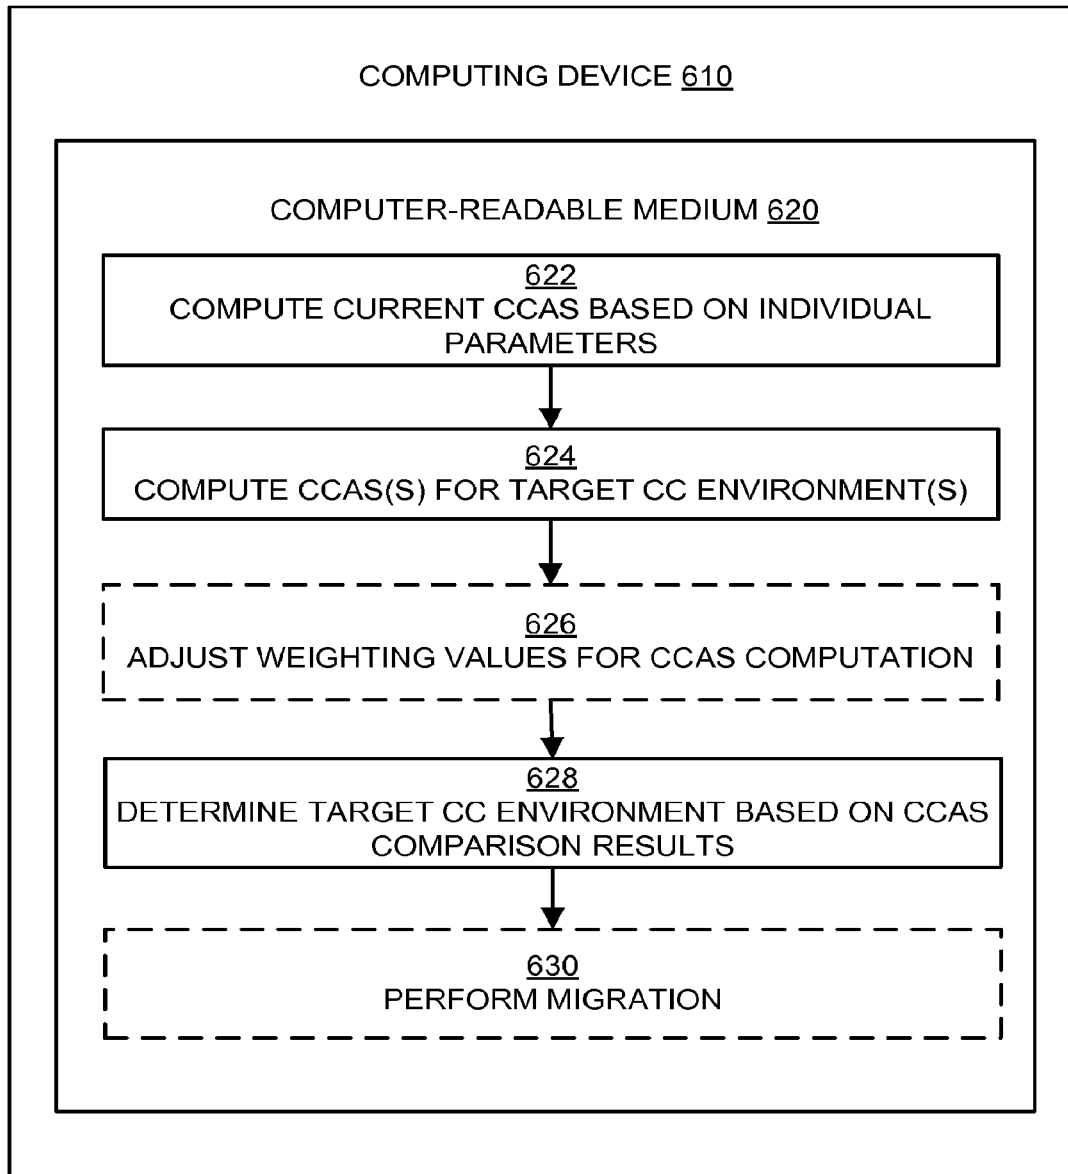 COMPUTING DEVICE 610
COMPUTER-READABLE MEDIUM 620
622
COMPUTE CURRENT CCAS BASED ON INDIVIDUAL
PARAMETERS
624
COMPUTE CCAS(S) FOR TARGET CC ENVIRONMENT(S)
626
ADJUST WEIGHTING VALUES FOR CCAS COMPUTATION
628
DETERMINE TARGET CC ENVIRONMENT BASED ON CCAS
COMPARISON RESULTS
630
PERFORM MIGRATION